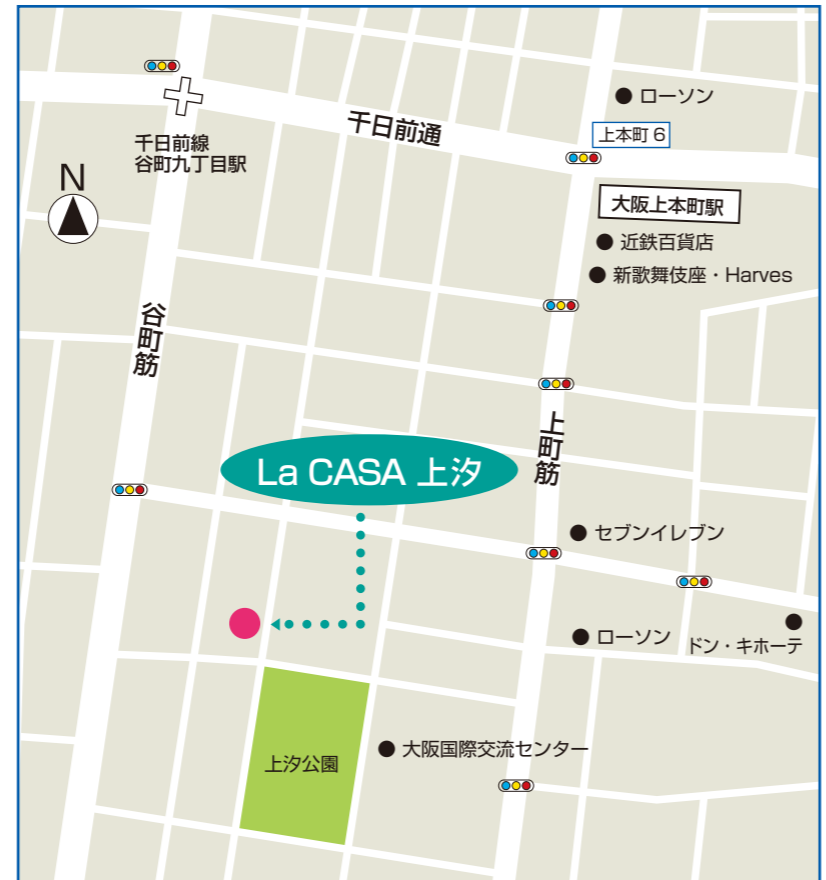 ローソン
千日前通
上本町 6
千日前線
谷町九丁目駅
N
大阪上本町駅
近鉄百貨店
新歌舞伎座・Harves
谷町筋
上町筋
La CASA 上汐
セブンイレブン
ローソン
ドン・キホーテ
大阪国際交流センター
上汐公園